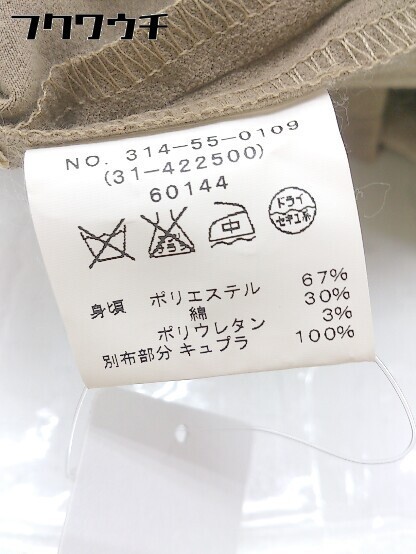 フクワウチ
NO. 314-55-0109
(31-422500)
60144
中
ドライ
セキユ系
身頃 ポリエステル 67%
綿 30%
ポリウレタン 3%
別布部分 キュプラ 100%